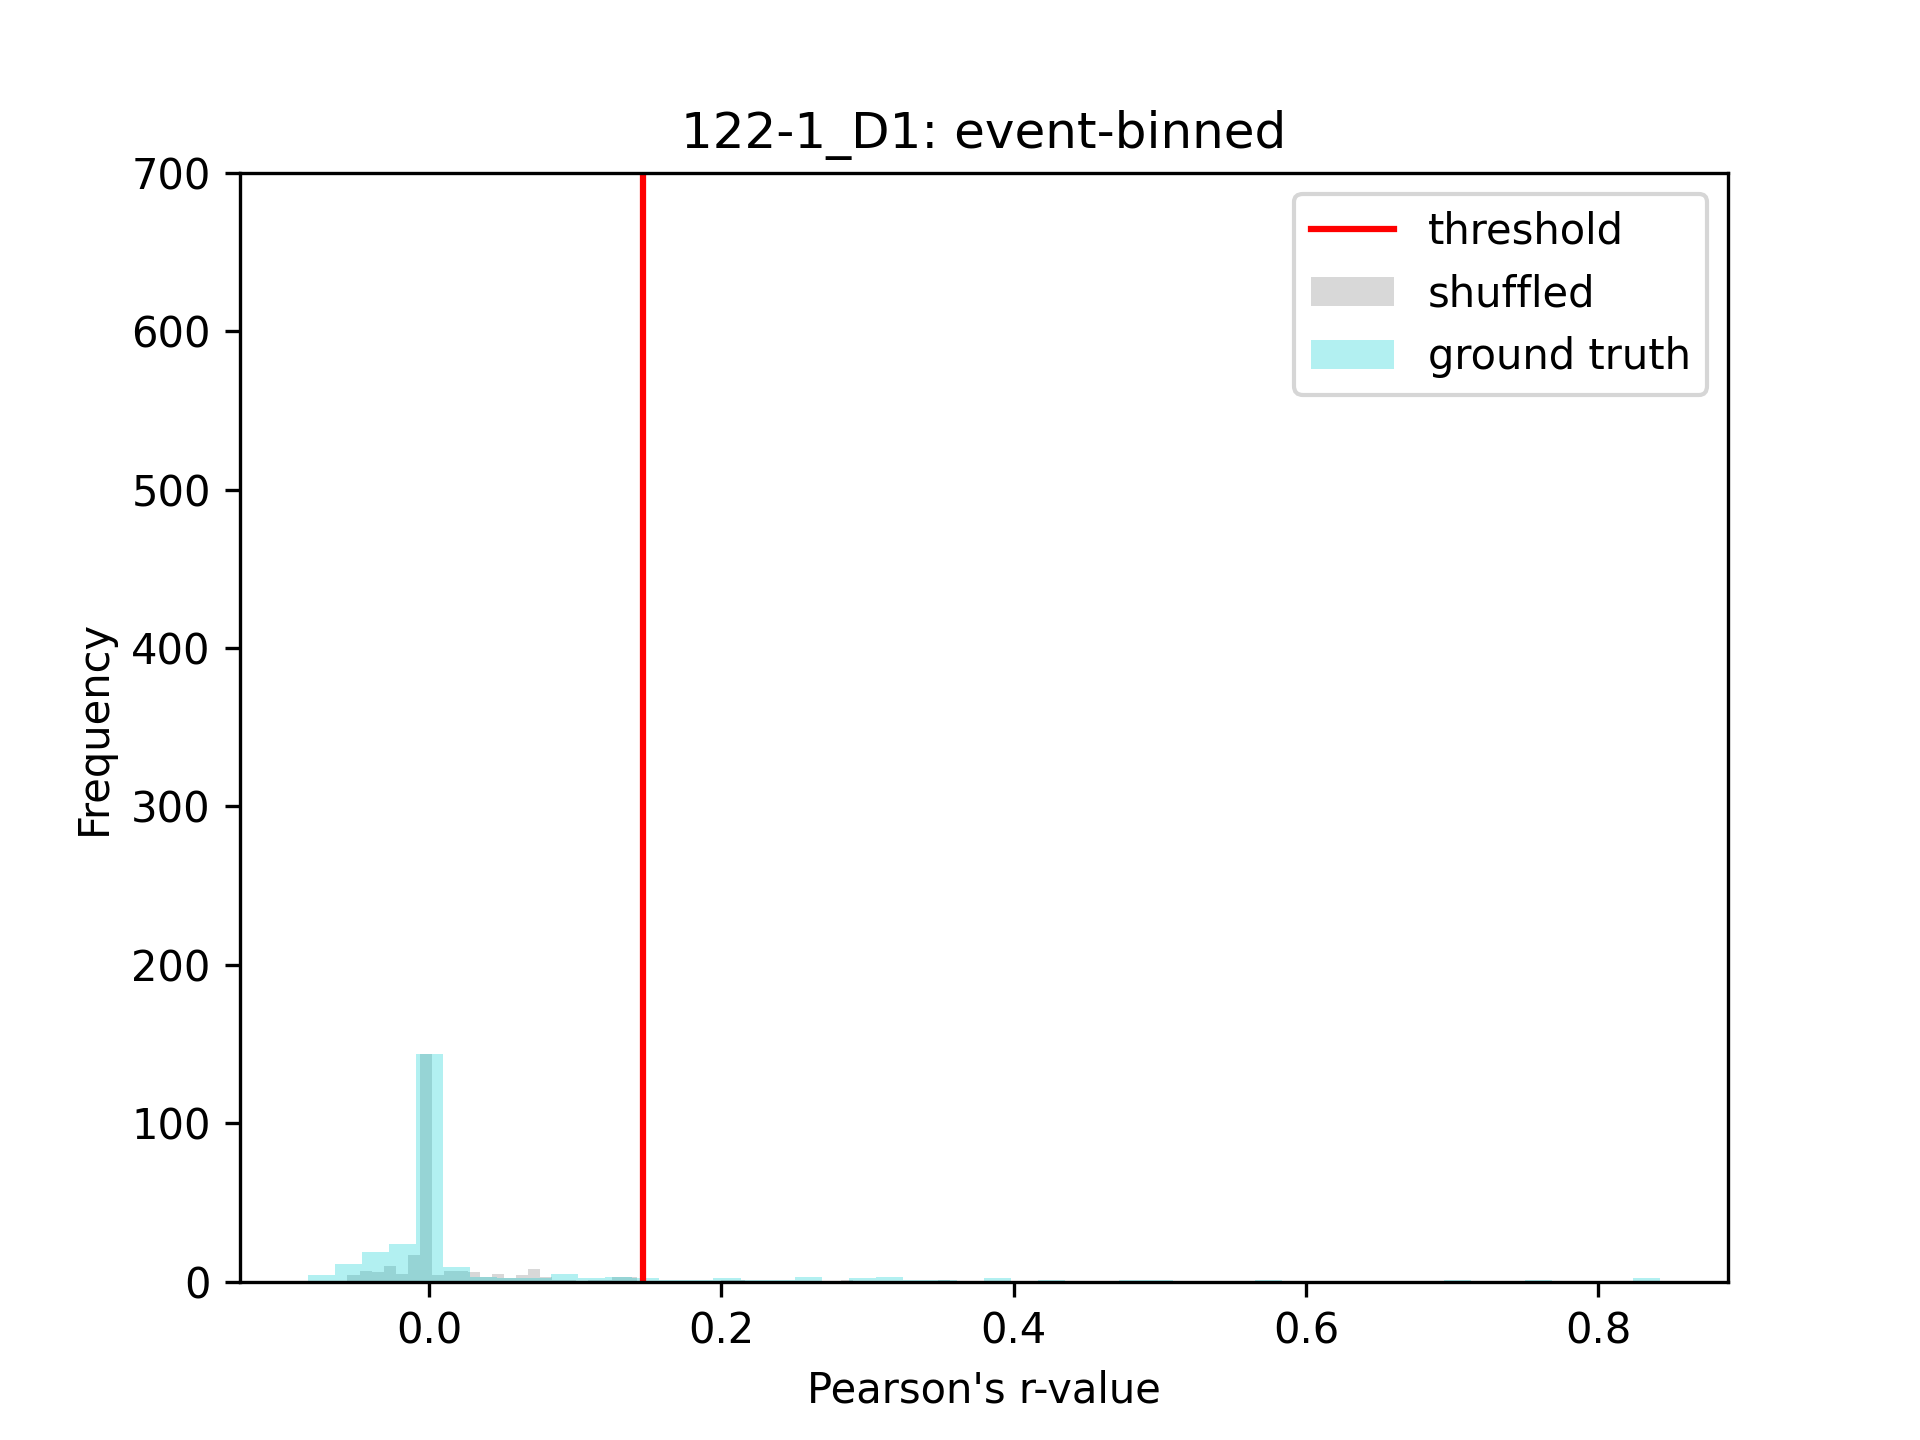 122-1_D1: event-binned
threshold
shuffled
ground truth
700
600
500
400
300
200
100
0
Frequency
0.0 0.2 0.4 0.6 0.8
Pearson's r-value